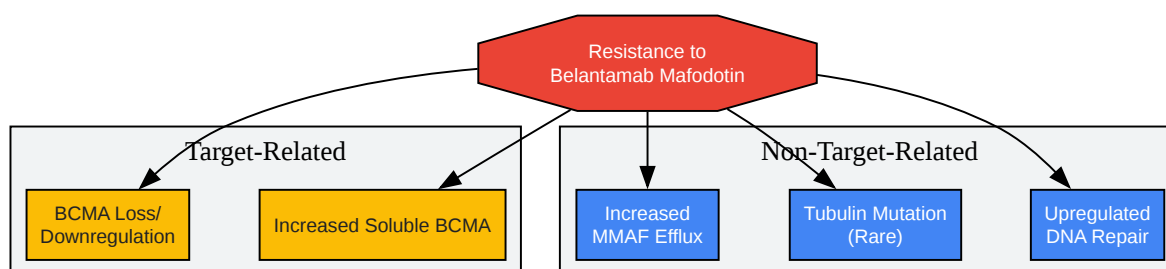 Resistance to
Belantamab Mafodotin
Target-Related
Non-Target-Related
BCMA Loss/
Downregulation
Increased Soluble BCMA
Increased
MMAF Efflux
Tubulin Mutation
(Rare)
Upregulated
DNA Repair